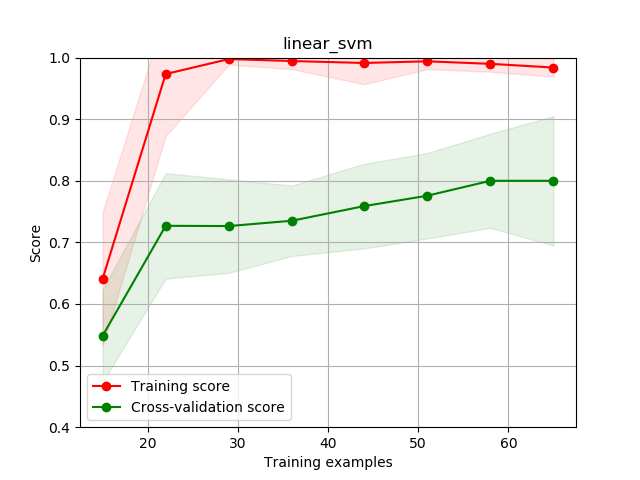 linear_svm
1.0
0.9
0.8
0.7
0.6
0.5
0.4
Score
Training score
Cross-validation score
20 30 40 50 60
Training examples